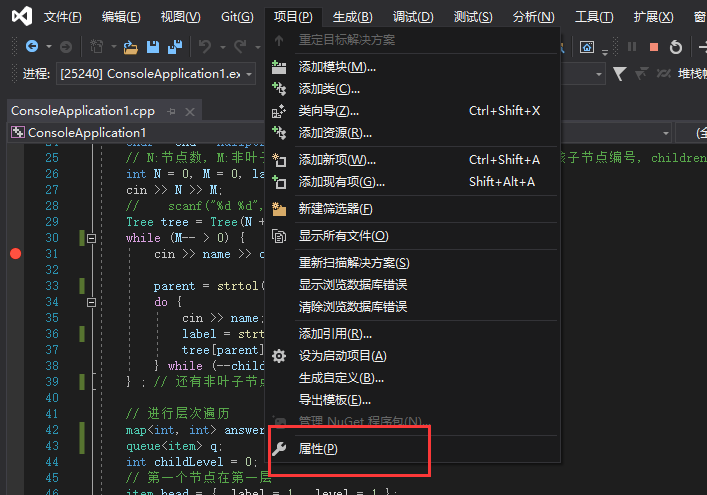 文件(F) 编辑(E) 视图(V) Git(G) 项目(P) 生成(B) 调试(D) 测试(S) 分析(N) 工具(T) 扩展(X) 窗
进程: [25240] ConsoleApplication1.ex 堆栈帧
ConsoleApplication1.cpp
ConsoleApplication1 (全
重定目标解决方案
添加模块(M)...
添加类(C)...
类向导(Z)... Ctrl+Shift+X
添加资源(R)...
添加新项(W)... Ctrl+Shift+A
添加现有项(G)... Shift+Alt+A
新建筛选器(F)
显示所有文件(O)
重新扫描解决方案(S)
显示浏览数据库错误
清除浏览数据库错误
添加引用(R)...
设为启动项目(A)
生成自定义(B)...
导出模板(E)...
管理 NuGet 程序包(N)...
属性(P)
25 // N:节点数, M:非叶子 孩子节点编号, children
26 int N = 0, M = 0, la
27 cin >> N >> M;
28 // scanf("%d %d",
29 Tree tree = Tree(N +
30 while (M-- > 0) {
31 cin >> name >> c
32
33 parent = strtol(
34 do {
35 cin >> name;
36 label = strt
37 tree[parent]
38 } while (--child
39 } ; // 还有非叶子节点
40
41 // 进行层次遍历
42 map<int, int> answer
43 queue<item> q;
44 int childLevel = 0;
45 // 第一个节点在第一层
46 item head = { .label = 1, .level = 1 };